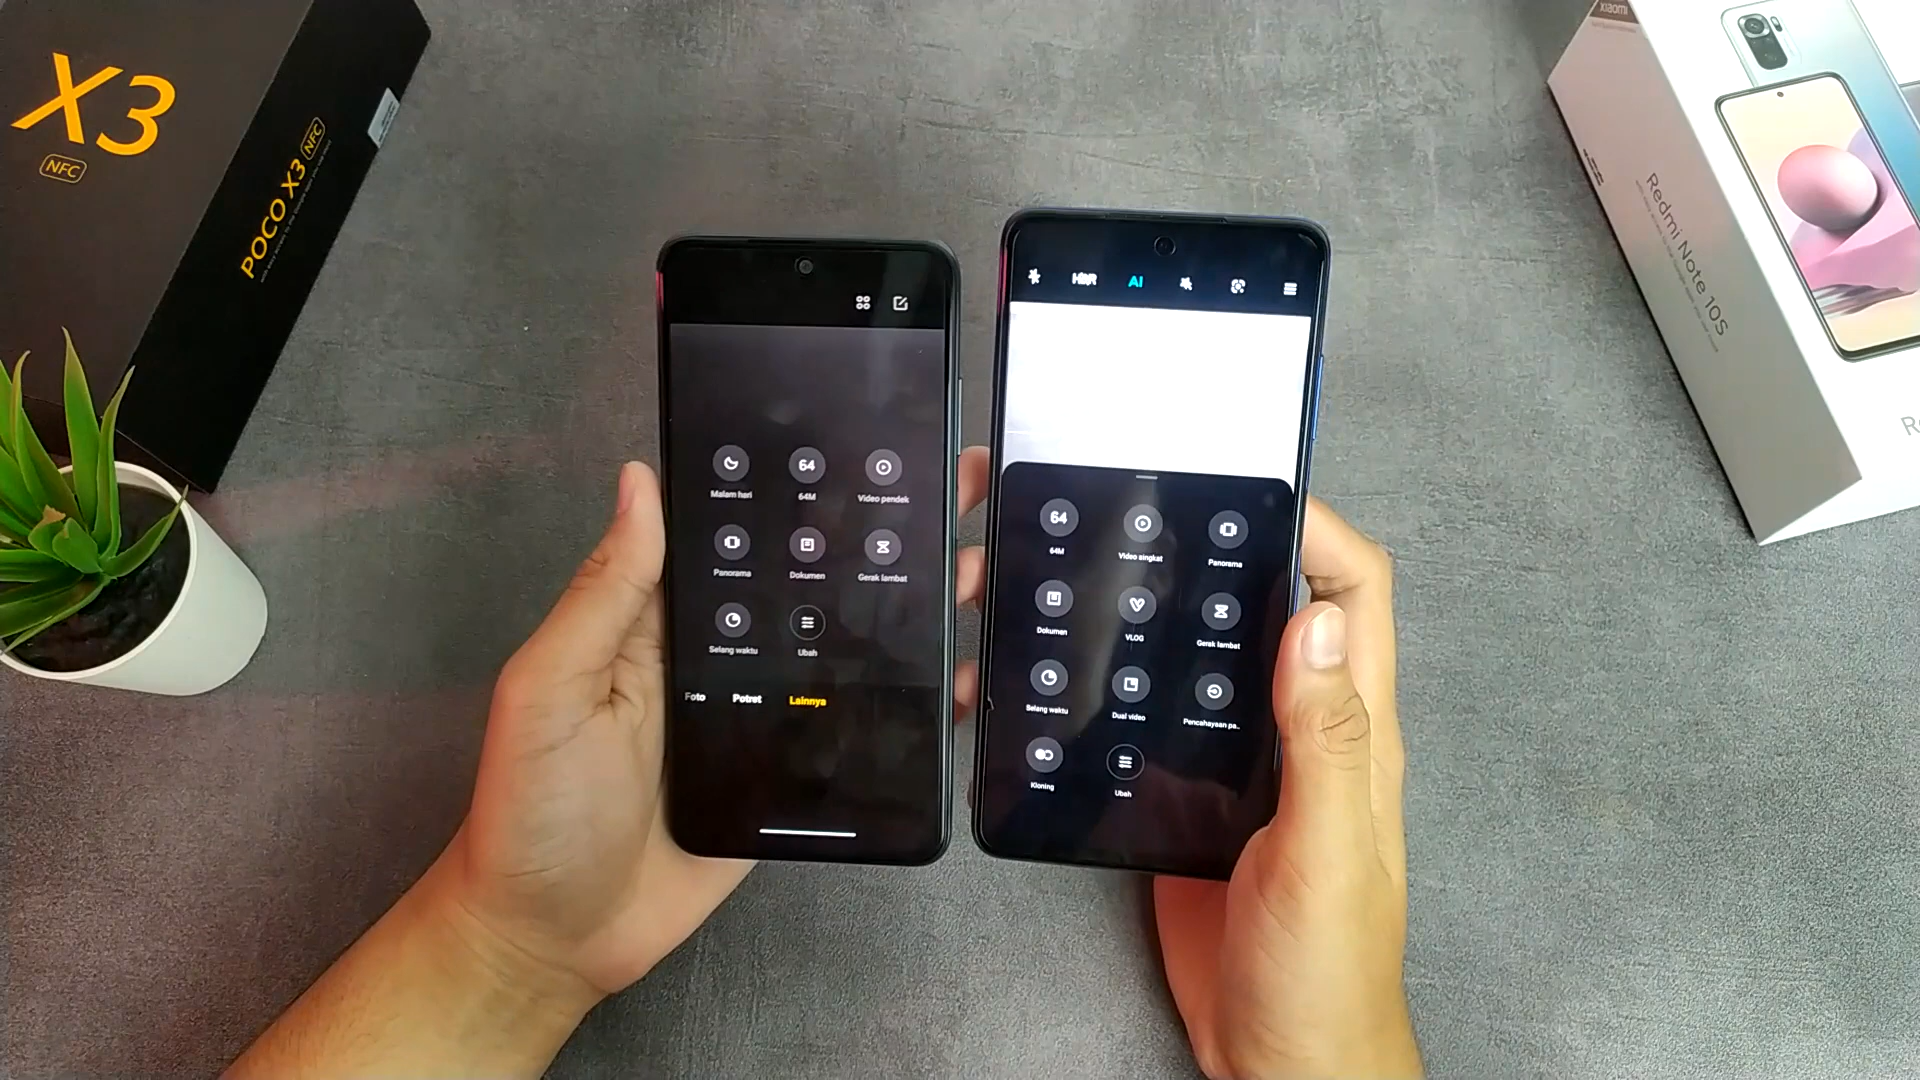 X3
NFC
POCO X3 NFC
xiaomi
Redmi Note 10S
HDR AI
64
Malam hari 64M Video pendek
Panorama Dokumen Gerak lambat
Selang waktu Ubah
Foto Potret Lainnya
64
64M Video singkat Panorama
Dokumen VLOG Gerak lambat
Selang waktu Dual video Pencahayaan pa..
Kloning Ubah